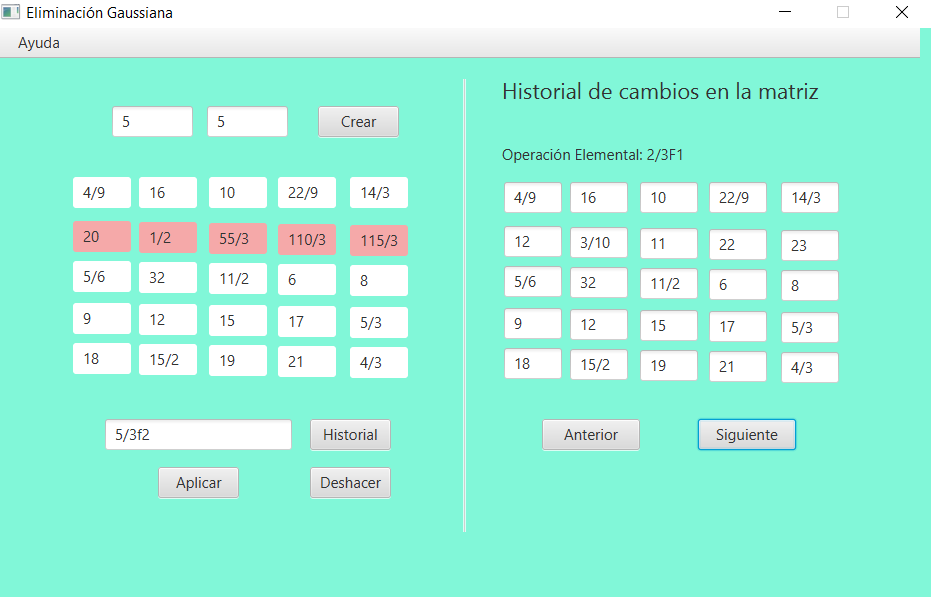 Eliminación Gaussiana
Ayuda
5 5 Crear
4/9 16 10 22/9 14/3
20 1/2 55/3 110/3 115/3
5/6 32 11/2 6 8
9 12 15 17 5/3
18 15/2 19 21 4/3
5/3f2 Historial
Aplicar Deshacer
Historial de cambios en la matriz
Operación Elemental: 2/3F1
4/9 16 10 22/9 14/3
12 3/10 11 22 23
5/6 32 11/2 6 8
9 12 15 17 5/3
18 15/2 19 21 4/3
Anterior Siguiente